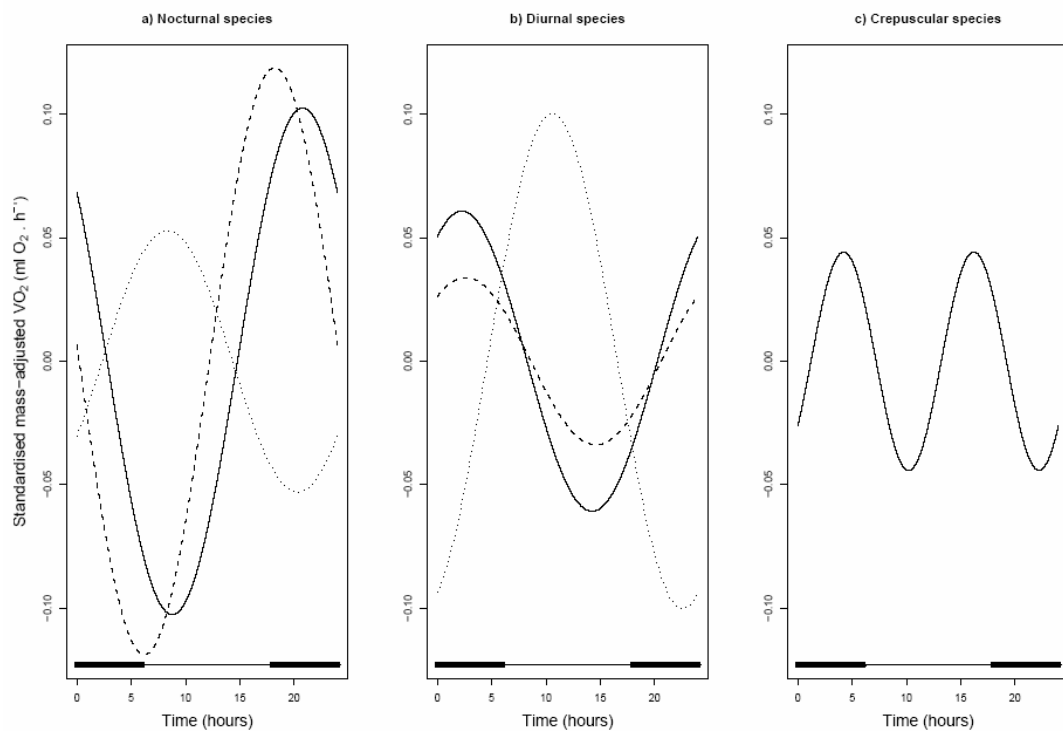 a) Nocturnal species
b) Diurnal species
c) Crepuscular species
Standardised mass-adjusted VO₂ (ml O₂ . h⁻¹)
0.10
0.05
0.00
−0.05
−0.10
0 5 10 15 20
Time (hours)
0.10
0.05
0.00
−0.05
−0.10
0 5 10 15 20
Time (hours)
0.10
0.05
0.00
−0.05
−0.10
0 5 10 15 20
Time (hours)